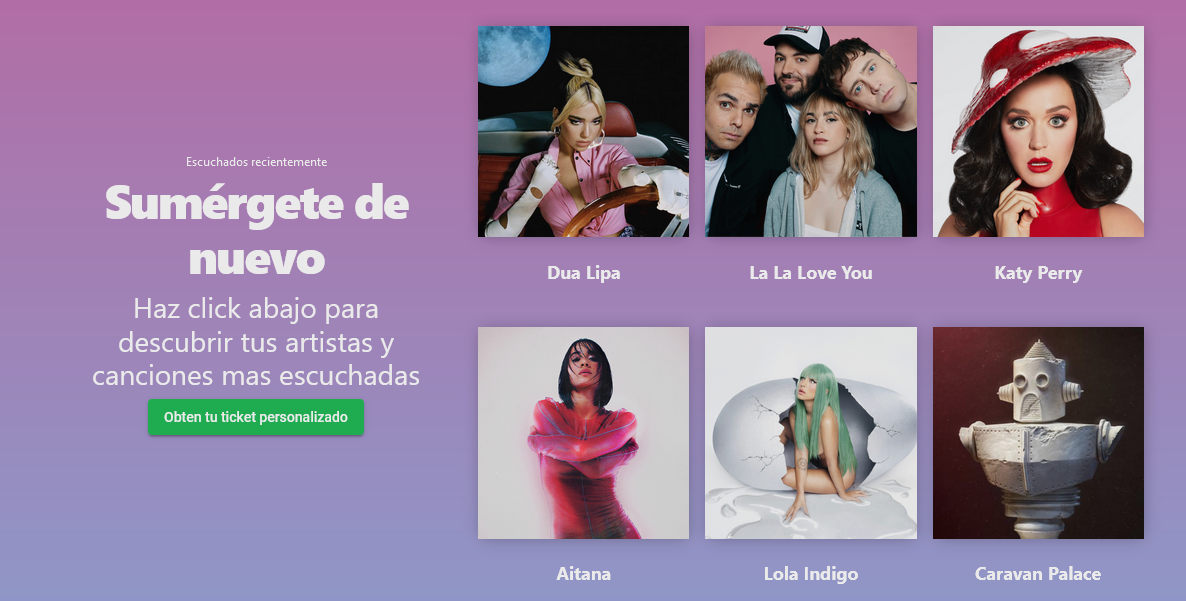 Escuchados recientemente
Sumérgete de
nuevo
Haz click abajo para
descubrir tus artistas y
canciones mas escuchadas
Obten tu ticket personalizado
Dua Lipa
La La Love You
Katy Perry
Aitana
Lola Indigo
Caravan Palace